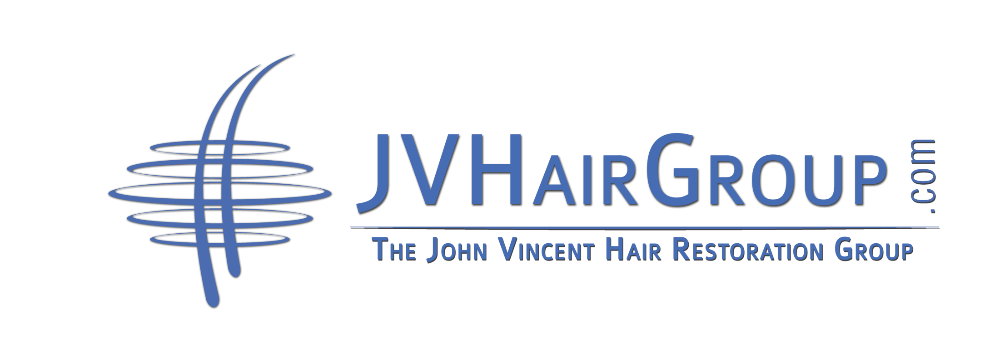 JVHairGroup.com
The John Vincent Hair Restoration Group